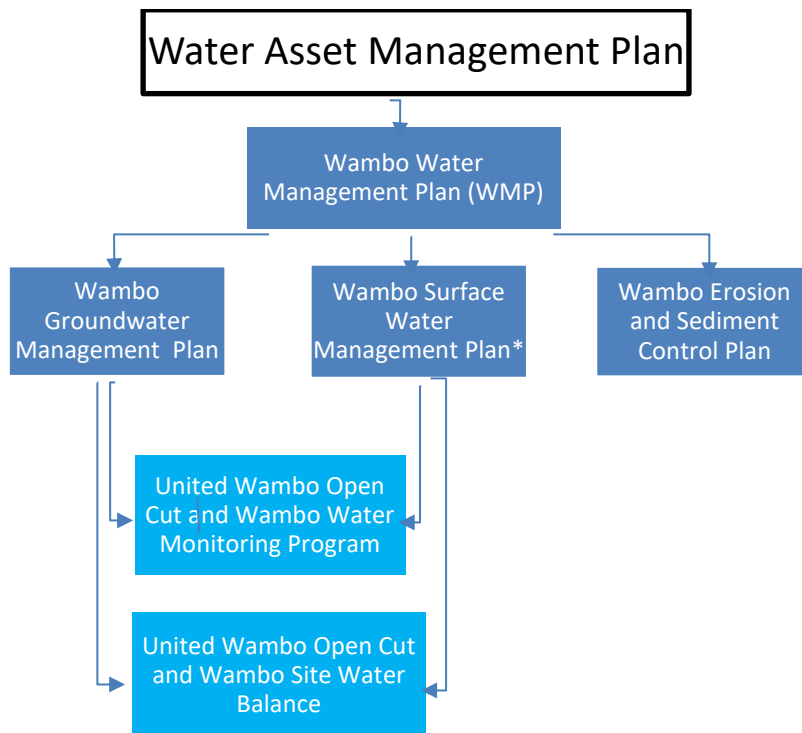 Water Asset Management Plan
Wambo Water
Management Plan (WMP)
Wambo
Groundwater
Management Plan
Wambo Surface
Water
Management Plan*
Wambo Erosion
and Sediment
Control Plan
United Wambo Open
Cut and Wambo Water
Monitoring Program
United Wambo Open Cut
and Wambo Site Water
Balance